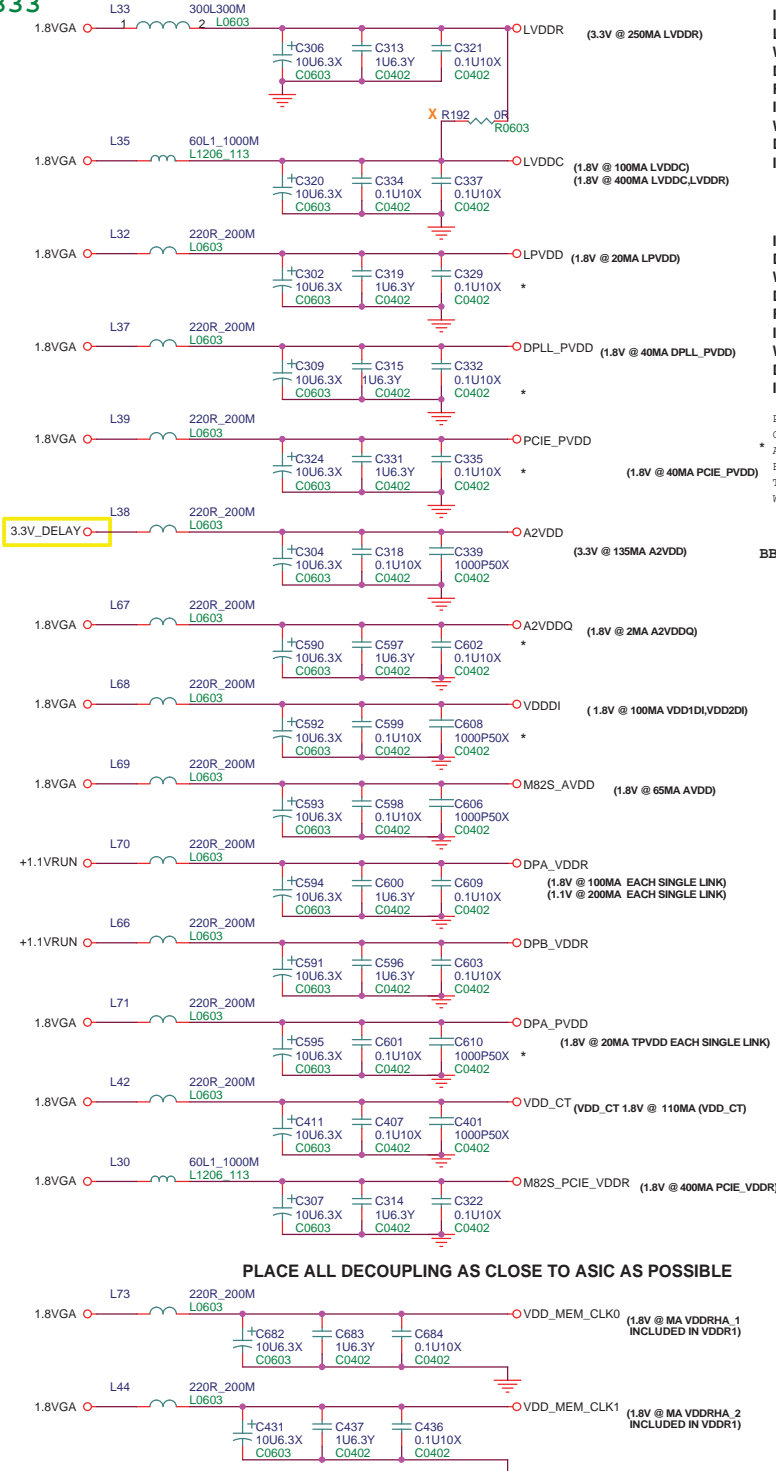 333
L33 300L300M
1.8VGA 1 2 L0603 LVDDR (3.3V @ 250MA LVDDR)
+C306 C313 C321
10U6.3X 1U6.3Y 0.1U10X
C0603 C0402 C0402
X R192 0R
R0603
L35 60L1_1000M
1.8VGA L1206_113 LVDDC (1.8V @ 100MA LVDDC)
(1.8V @ 400MA LVDDC,LVDDR)
+C320 C334 C337
10U6.3X 0.1U10X 0.1U10X
C0603 C0402 C0402
L32 220R_200M
1.8VGA L0603 LPVDD (1.8V @ 20MA LPVDD)
+C302 C319 C329
10U6.3X 1U6.3Y 0.1U10X *
C0603 C0402 C0402
L37 220R_200M
1.8VGA L0603 DPLL_PVDD (1.8V @ 40MA DPLL_PVDD)
+C309 C315 C332
10U6.3X 1U6.3Y 0.1U10X
C0603 C0402 C0402 *
L39 220R_200M
1.8VGA L0603 PCIE_PVDD
+C324 C331 C335
10U6.3X 1U6.3Y 0.1U10X * (1.8V @ 40MA PCIE_PVDD)
C0603 C0402 C0402
*
L38 220R_200M
3.3V_DELAY L0603 A2VDD
+C304 C318 C339 (3.3V @ 135MA A2VDD) BB
10U6.3X 0.1U10X 1000P50X
C0603 C0402 C0402
L67 220R_200M
1.8VGA L0603 A2VDDQ (1.8V @ 2MA A2VDDQ)
+C590 C597 C602 *
10U6.3X 1U6.3Y 0.1U10X
C0603 C0402 C0402
L68 220R_200M
1.8VGA L0603 VDDDI ( 1.8V @ 100MA VDD1DI,VDD2DI)
+C592 C599 C608
10U6.3X 0.1U10X 1000P50X *
C0603 C0402 C0402
L69 220R_200M
1.8VGA L0603 M82S_AVDD (1.8V @ 65MA AVDD)
+C593 C598 C606
10U6.3X 0.1U10X 1000P50X
C0603 C0402 C0402
L70 220R_200M
+1.1VRUN L0603 DPA_VDDR
(1.8V @ 100MA EACH SINGLE LINK)
(1.1V @ 200MA EACH SINGLE LINK)
+C594 C600 C609
10U6.3X 1U6.3Y 0.1U10X
C0603 C0402 C0402
L66 220R_200M
+1.1VRUN L0603 DPB_VDDR
+C591 C596 C603
10U6.3X 1U6.3Y 0.1U10X
C0603 C0402 C0402
L71 220R_200M
1.8VGA L0603 DPA_PVDD
(1.8V @ 20MA TPVDD EACH SINGLE LINK)
+C595 C601 C610
10U6.3X 0.1U10X 1000P50X *
C0603 C0402 C0402
L42 220R_200M
1.8VGA L0603 VDD_CT (VDD_CT 1.8V @ 110MA (VDD_CT)
+C411 C407 C401
10U6.3X 0.1U10X 1000P50X
C0603 C0402 C0402
L30 60L1_1000M
1.8VGA L1206_113 M82S_PCIE_VDDR (1.8V @ 400MA PCIE_VDDR)
+C307 C314 C322
10U6.3X 1U6.3Y 0.1U10X
C0603 C0402 C0402
PLACE ALL DECOUPLING AS CLOSE TO ASIC AS POSSIBLE
L73 220R_200M
1.8VGA L0603 VDD_MEM_CLK0 (1.8V @ MA VDDRHA_1
INCLUDED IN VDDR1)
+C682 C683 C684
10U6.3X 1U6.3Y 0.1U10X
C0603 C0402 C0402
L44 220R_200M
1.8VGA L0603 VDD_MEM_CLK1 (1.8V @ MA VDDRHA_2
INCLUDED IN VDDR1)
+C431 C437 C436
10U6.3X 1U6.3Y 0.1U10X
C0603 C0402 C0402